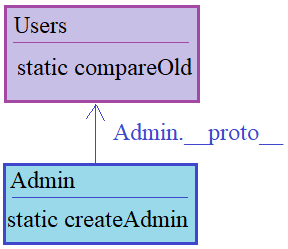 Users
static compareOld
Admin.__proto__
Admin
static createAdmin